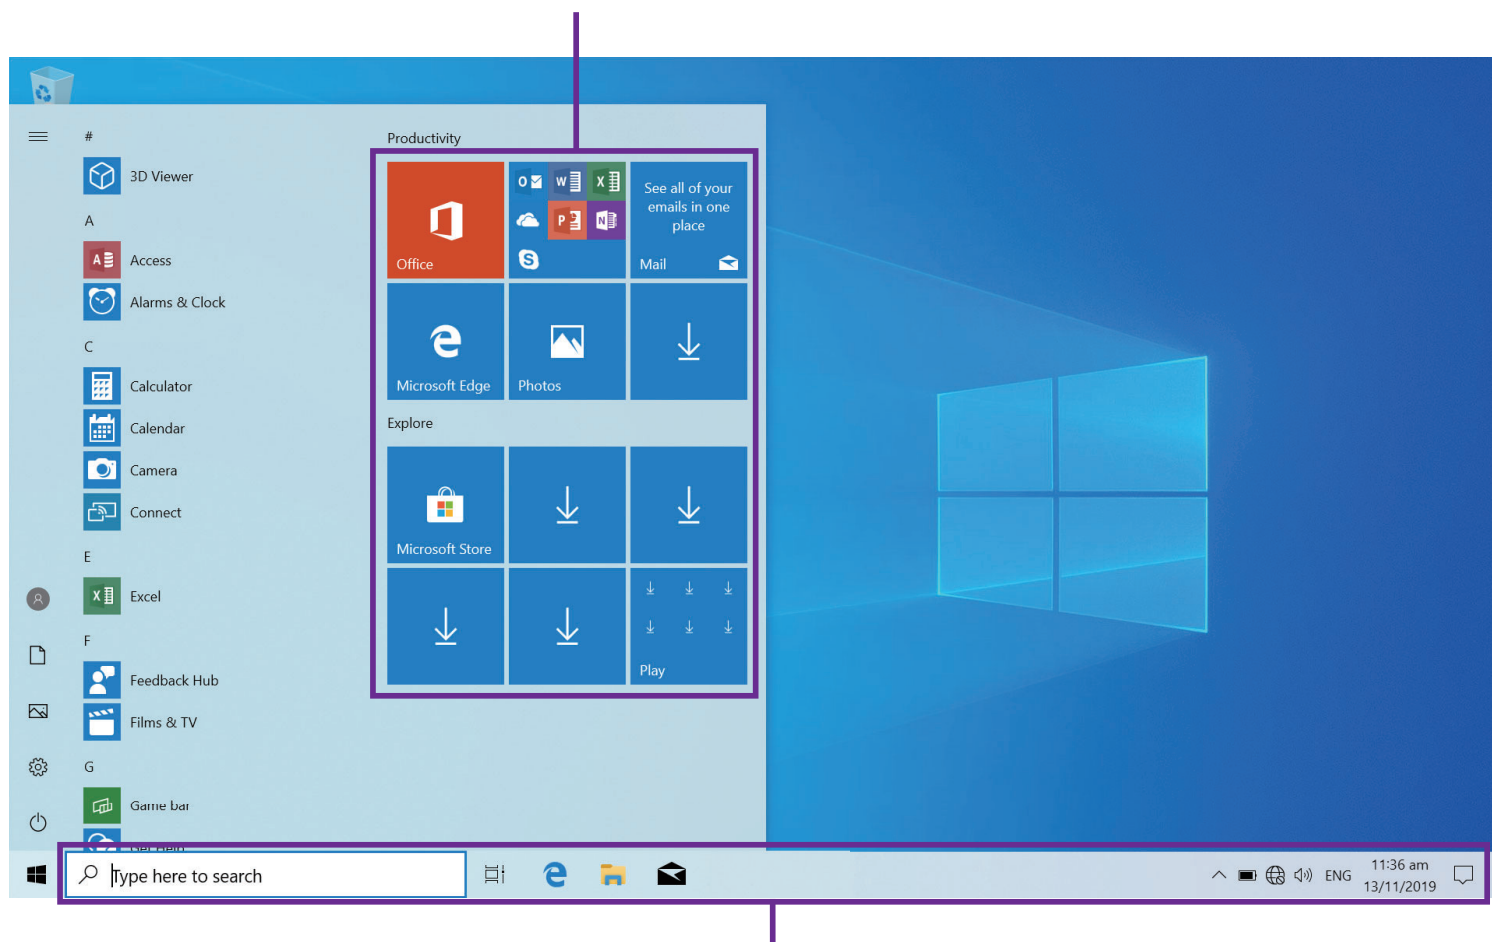 #
3D Viewer
A
Access
Alarms & Clock
C
Calculator
Calendar
Camera
Connect
E
Excel
F
Feedback Hub
Films & TV
G
Game bar
Get Help
Productivity
Office
See all of your
emails in one
place
Mail
Microsoft Edge
Photos
Explore
Microsoft Store
Play
Type here to search
ENG
11:36 am
13/11/2019